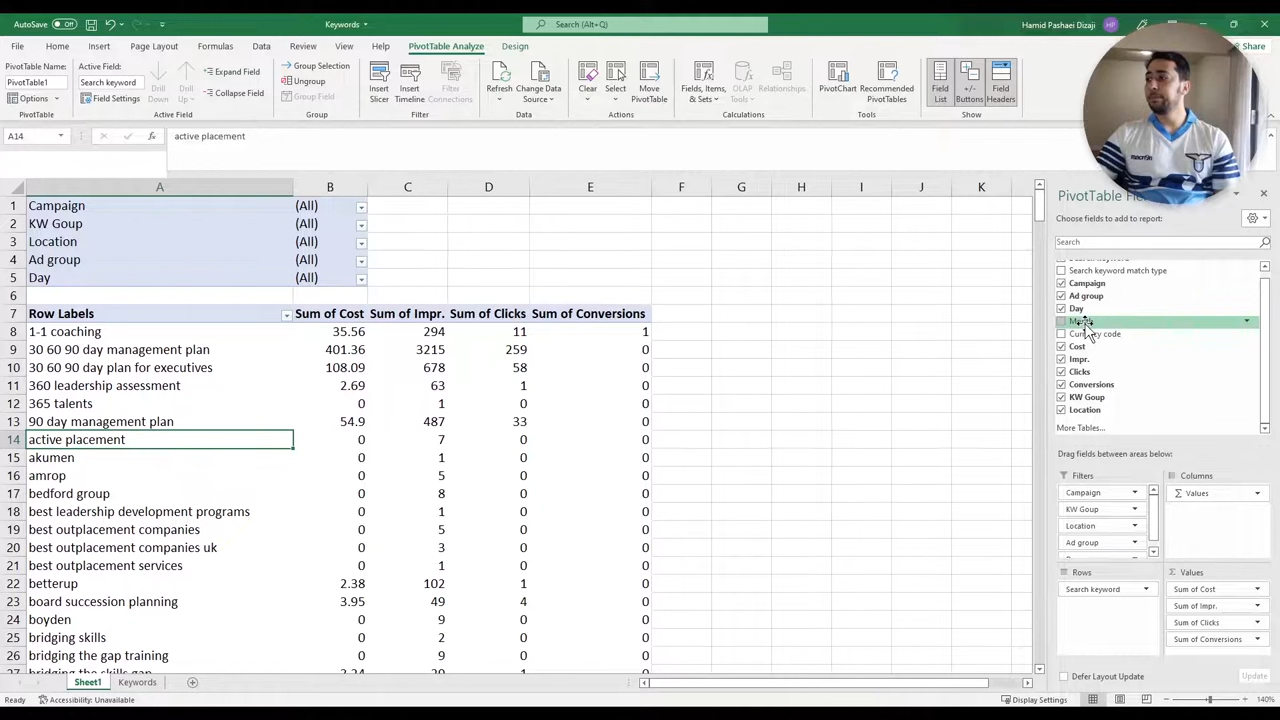 AutoSave Off Keywords Search (Alt+Q) Hamid Pashaei Dizaji HP
File Home Insert Page Layout Formulas Data Review View Help PivotTable Analyze Design Share
PivotTable Name: PivotTable1 Options PivotTable
Active Field: Search keyword Field Settings Drill Down Drill Up Expand Field Collapse Field Active Field
Group Selection Ungroup Group Field Group
Insert Slicer Insert Timeline Filter Connections Filter
Refresh Change Data Source Data
Clear Select Move PivotTable Actions
Fields, Items, & Sets OLAP Tools Relationships Calculations
PivotChart Recommended PivotTables Tools
Field List +/- Buttons Field Headers Show
A14 fx active placement
A B C D E F G H I J K
1 Campaign (All)
2 KW Goup (All)
3 Location (All)
4 Ad group (All)
5 Day (All)
6
7 Row Labels Sum of Cost Sum of Impr. Sum of Clicks Sum of Conversions
8 1-1 coaching 35.56 294 11 1
9 30 60 90 day management plan 401.36 3215 259 0
10 30 60 90 day plan for executives 108.09 678 58 0
11 360 leadership assessment 2.69 63 1 0
12 365 talents 0 1 0 0
13 90 day management plan 54.9 487 33 0
14 active placement 0 7 0 0
15 akumen 0 1 0 0
16 amrop 0 5 0 0
17 bedford group 0 8 0 0
18 best leadership development programs 0 1 0 0
19 best outplacement companies 0 5 0 0
20 best outplacement companies uk 0 3 0 0
21 best outplacement services 0 1 0 0
22 betterup 2.38 102 1 0
23 board succession planning 3.95 49 4 0
24 boyden 0 9 0 0
25 bridging skills 0 2 0 0
26 bridging the gap training 0 9 0 0
27 bridging the skills gap 1 0
PivotTable
Choose fields to add to report:
Search
Search keyword match type
Campaign
Ad group
Day
Currency code
Cost
Impr.
Clicks
Conversions
KW Goup
Location
More Tables...
Drag fields between areas below:
Filters Columns
Campaign Σ Values
KW Goup
Location
Ad group
Rows Σ Values
Search keyword Sum of Cost
Sum of Impr.
Sum of Clicks
Sum of Conversions
Defer Layout Update Update
Sheet1 Keywords
Ready Accessibility: Unavailable Display Settings 140%
macron